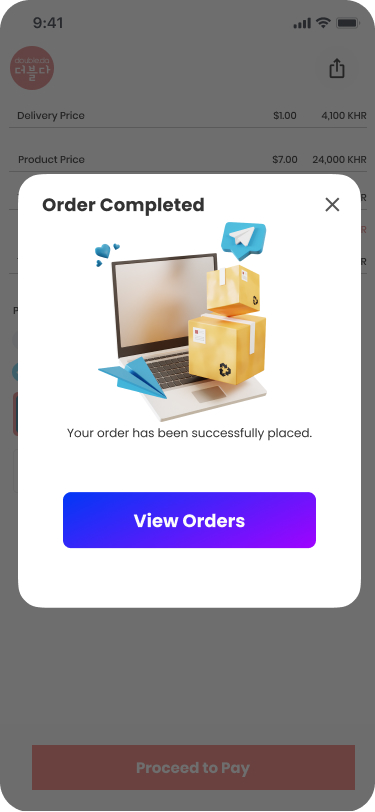 9:41
doublerda
더블다
Delivery Price $1.00 4,100 KHR
Product Price $7.00 24,000 KHR
Order Completed
Your order has been successfully placed.
View Orders
Proceed to Pay